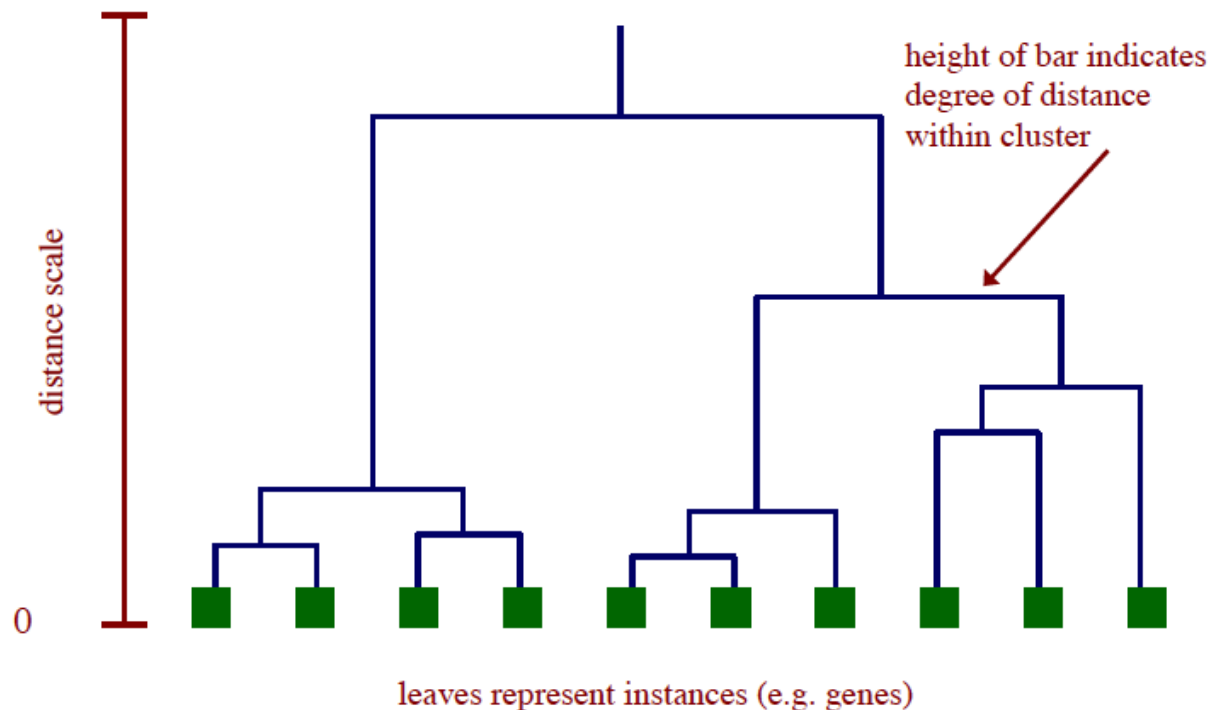 height of bar indicates
degree of distance
within cluster
distance scale
0
leaves represent instances (e.g. genes)